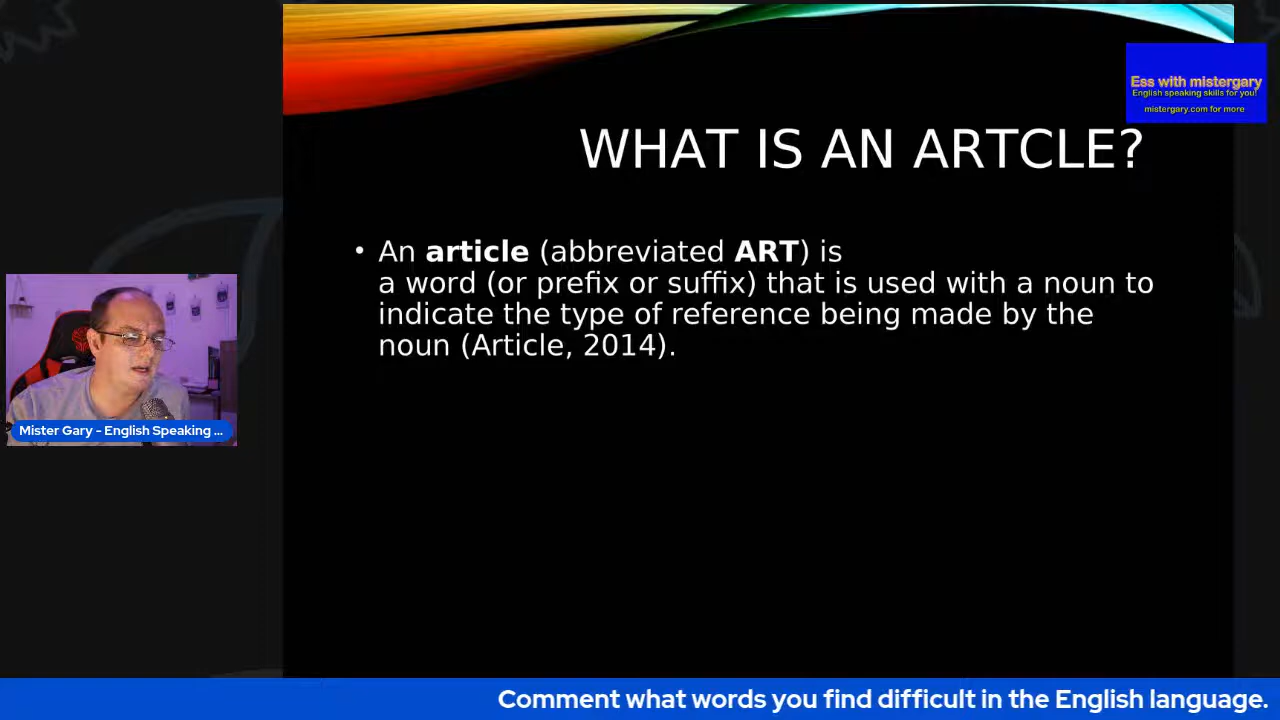 Ess with mistergary
English speaking skills for you!
mistergary.com for more
WHAT IS AN ARTCLE?
• An article (abbreviated ART) is
a word (or prefix or suffix) that is used with a noun to
indicate the type of reference being made by the
noun (Article, 2014).
Mister Gary - English Speaking ...
Comment what words you find difficult in the English language.